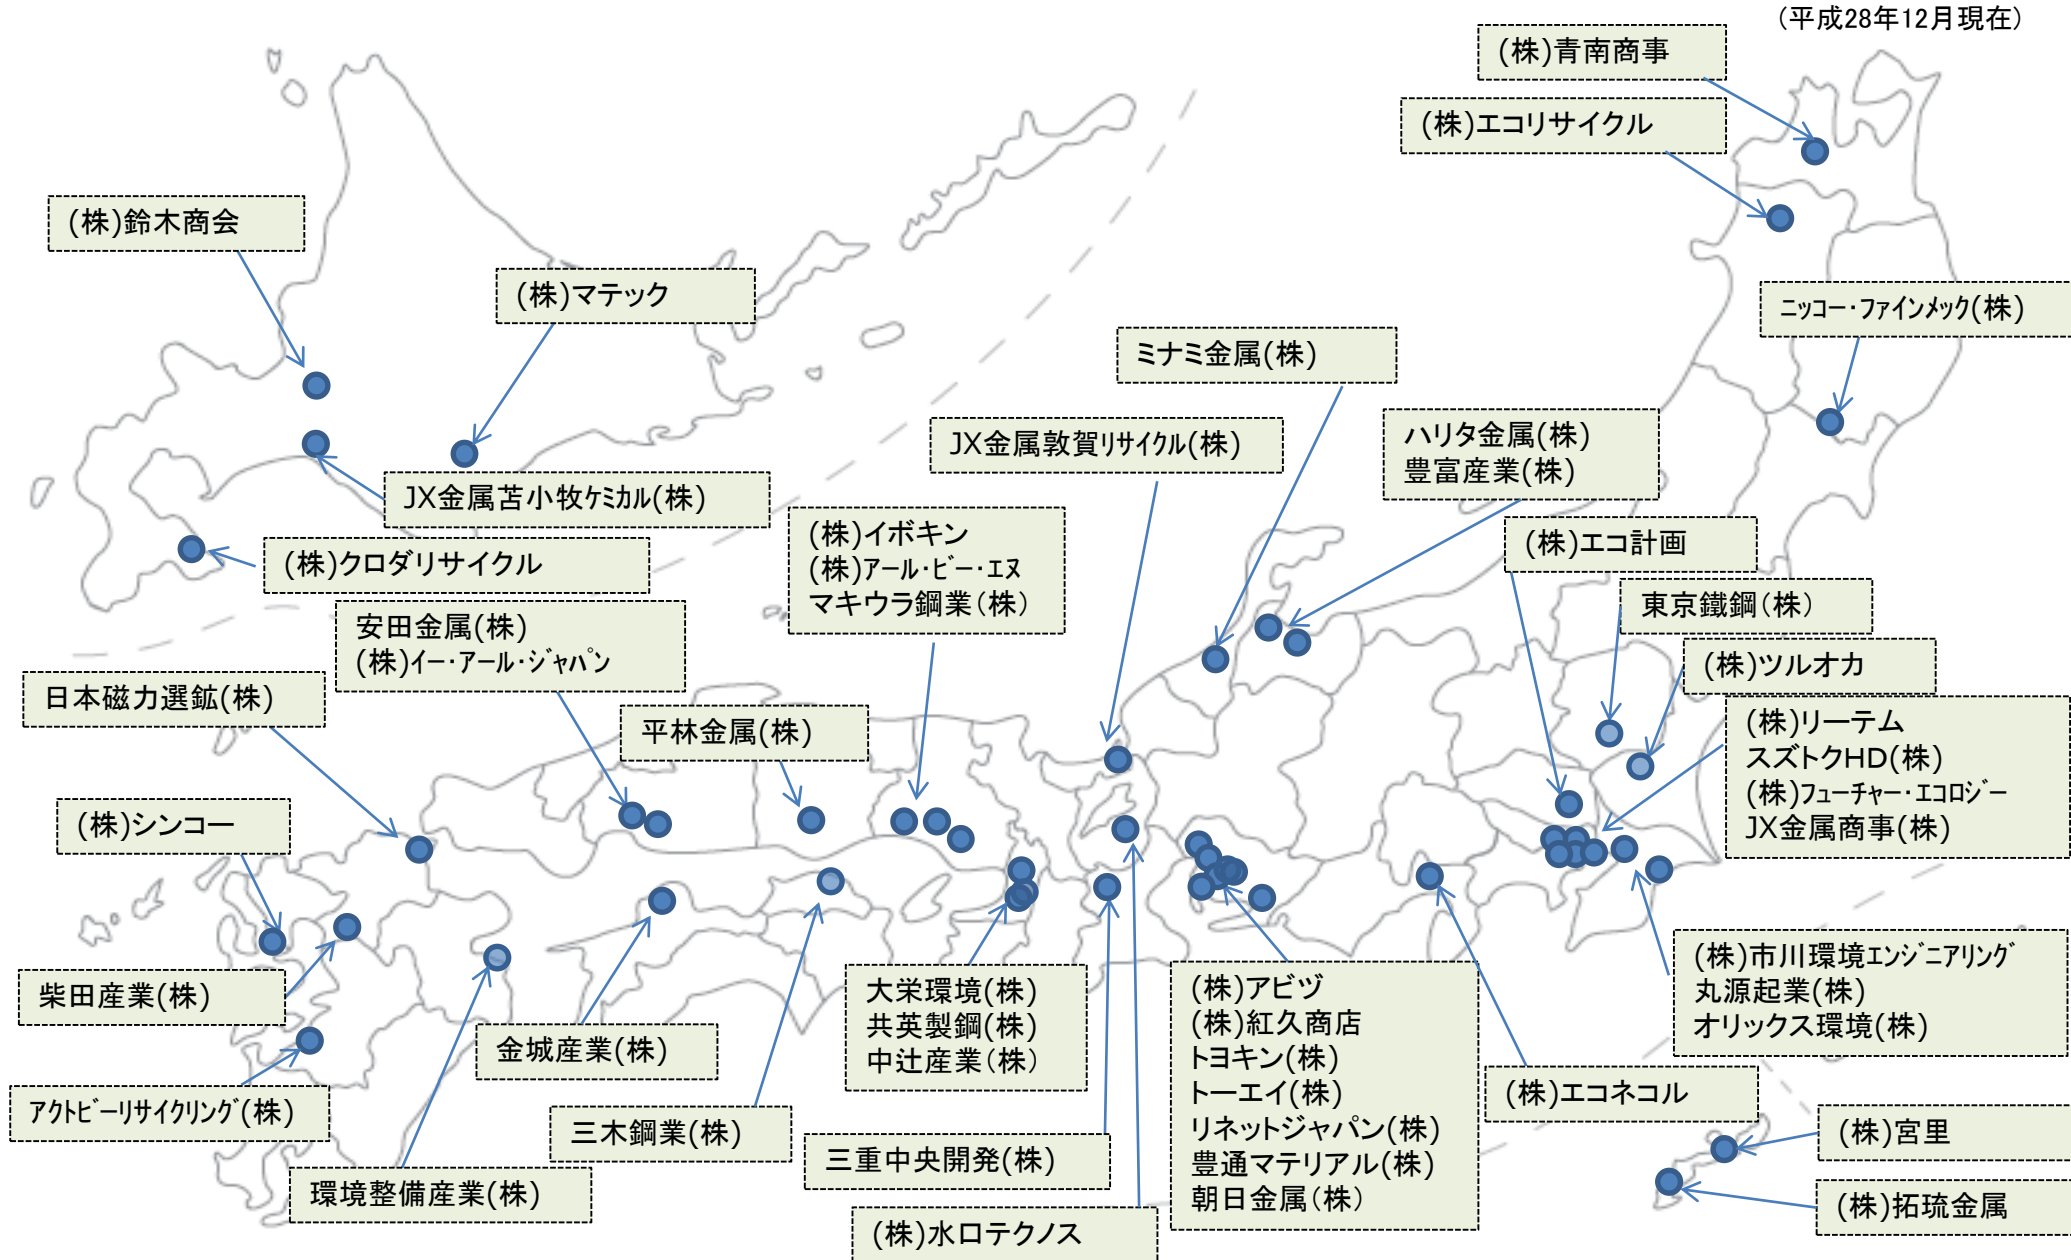 (平成28年12月現在)
(株)青南商事
(株)エコリサイクル
(株)鈴木商会
(株)マテック
ニッコー・ファインメック(株)
ミナミ金属(株)
JX金属敦賀リサイクル(株)
ハリタ金属(株)
豊富産業(株)
JX金属苫小牧ケミカル(株)
(株)クロダリサイクル
(株)イボキン
(株)アール・ビー・エヌ
マキウラ鋼業(株)
(株)エコ計画
東京鐵鋼(株)
安田金属(株)
(株)イー・アール・ジャパン
(株)ツルオカ
日本磁力選鉱(株)
平林金属(株)
(株)リーテム
スズトクHD(株)
(株)フューチャー・エコロジー
JX金属商事(株)
(株)シンコー
柴田産業(株)
大栄環境(株)
共英製鋼(株)
中辻産業(株)
(株)アビヅ
(株)紅久商店
トヨキン(株)
トーエイ(株)
リネットジャパン(株)
豊通マテリアル(株)
朝日金属(株)
(株)市川環境エンジニアリング
丸源起業(株)
オリックス環境(株)
金城産業(株)
アクトビーリサイクリング(株)
三木鋼業(株)
(株)エコネコル
三重中央開発(株)
(株)宮里
環境整備産業(株)
(株)拓琉金属
(株)水口テクノス